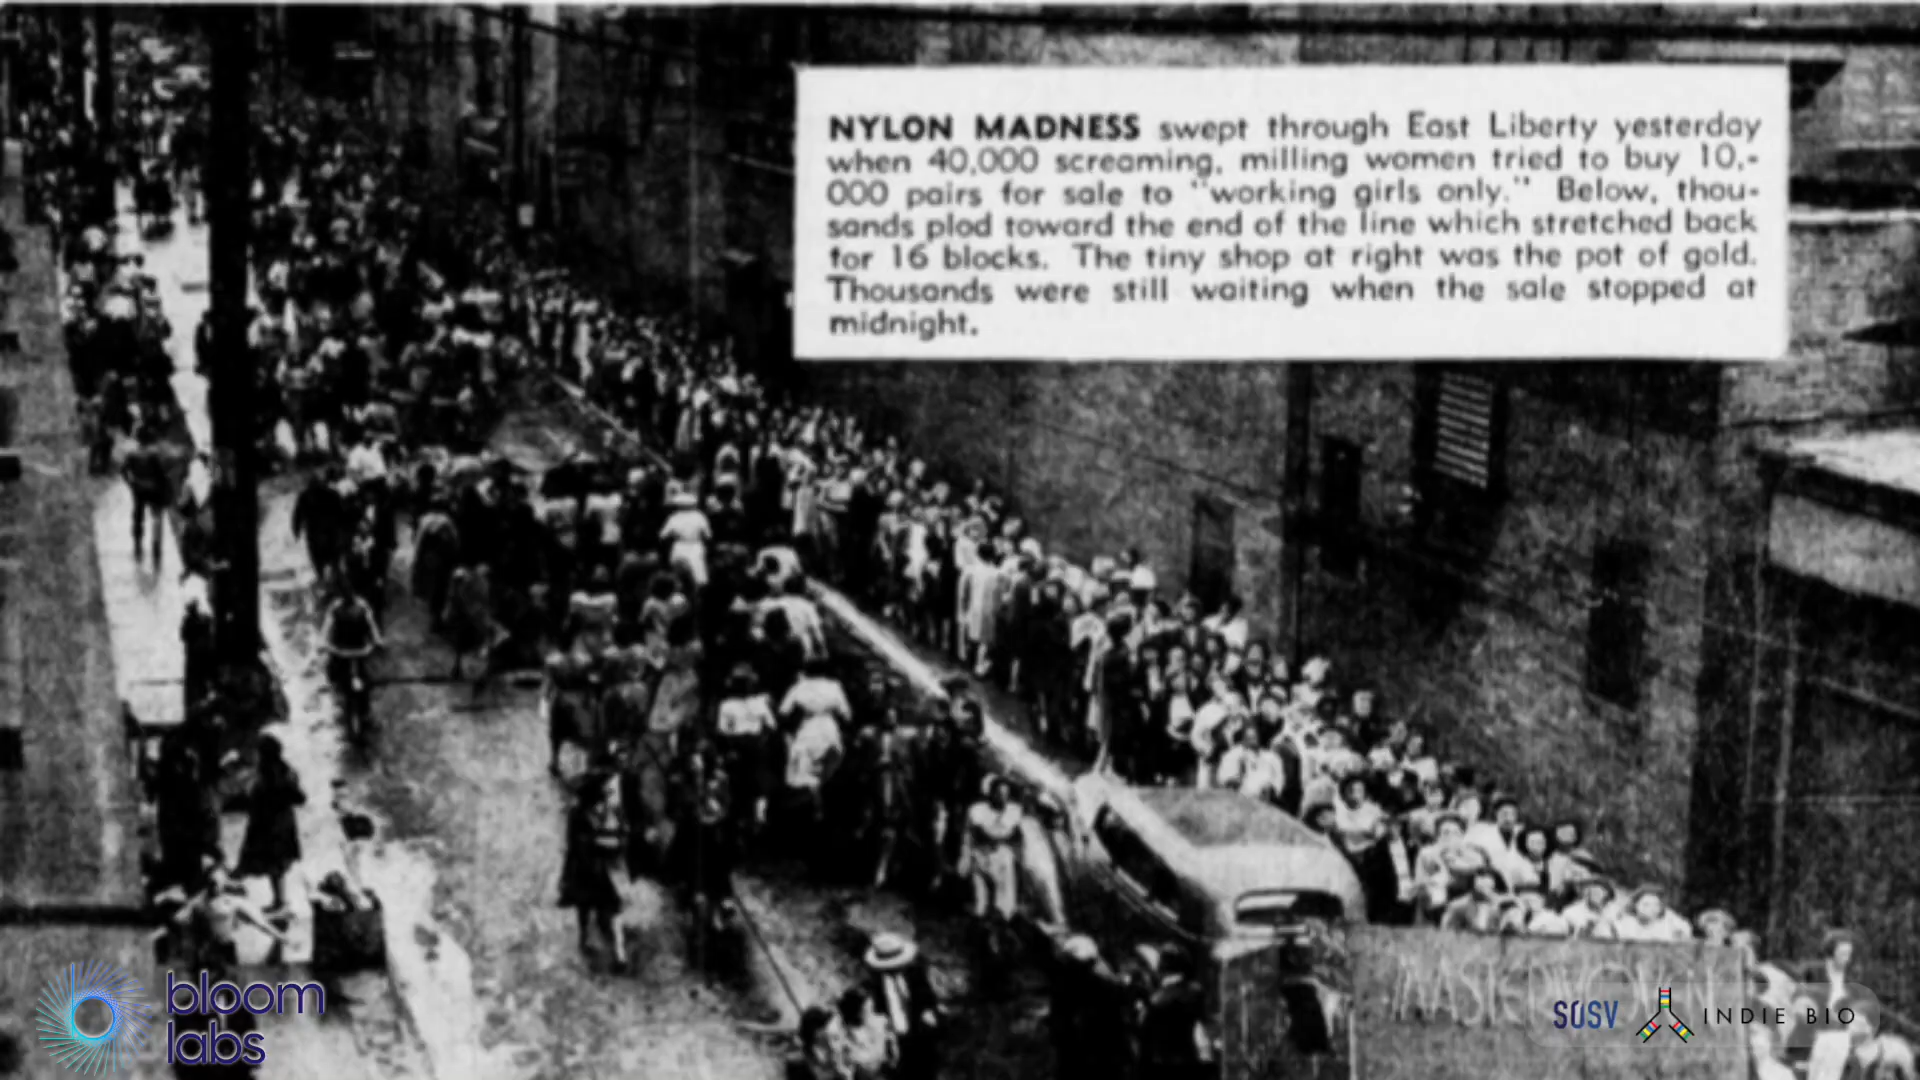 NYLON MADNESS swept through East Liberty yesterday
when 40,000 screaming, milling women tried to buy 10,-
000 pairs for sale to "working girls only." Below, thou-
sands plod toward the end of the line which stretched back
for 16 blocks. The tiny shop at right was the pot of gold.
Thousands were still waiting when the sale stopped at
midnight.
bloom
labs
SOSV INDIE BIO